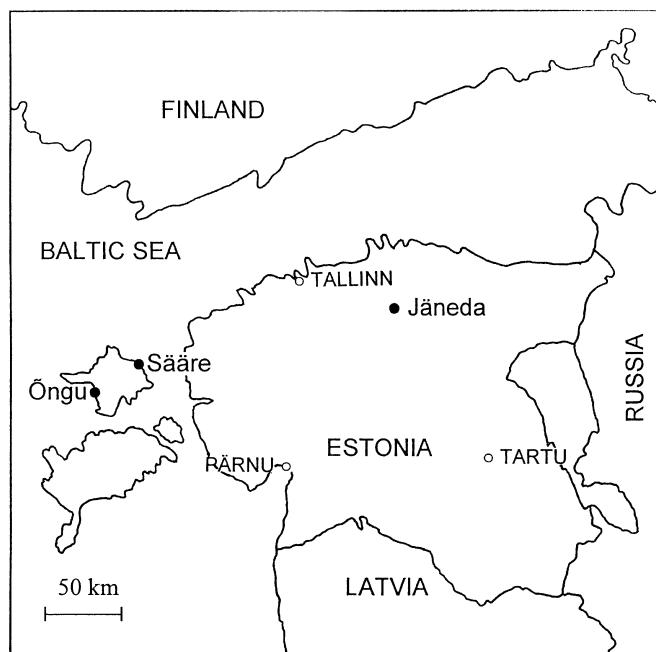 FINLAND
BALTIC SEA
TALLINN
Jäneda
Sääre
Õngu
RUSSIA
ESTONIA
PÄRNU
TARTU
50 km
LATVIA